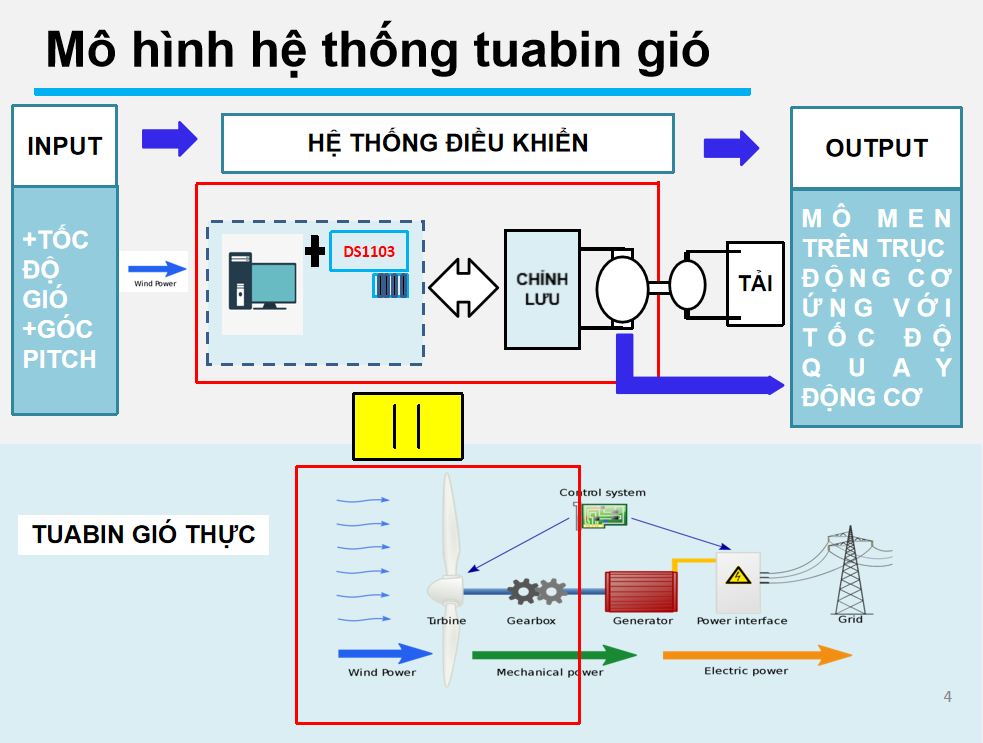 Mô hình hệ thống tuabin gió
INPUT
HỆ THỐNG ĐIỀU KHIỂN
OUTPUT
+TỐC
ĐỘ
GIÓ
+GÓC
PITCH
Wind Power
DS1103
CHỈNH
LƯU
TẢI
MÔ MEN
TRÊN TRỤC
ĐỘNG CƠ
ỨNG VỚI
TỐC ĐỘ
QUAY
ĐỘNG CƠ
TUABIN GIÓ THỰC
Control system
Turbine
Gearbox
Generator
Power interface
Grid
Wind Power
Mechanical power
Electric power
4